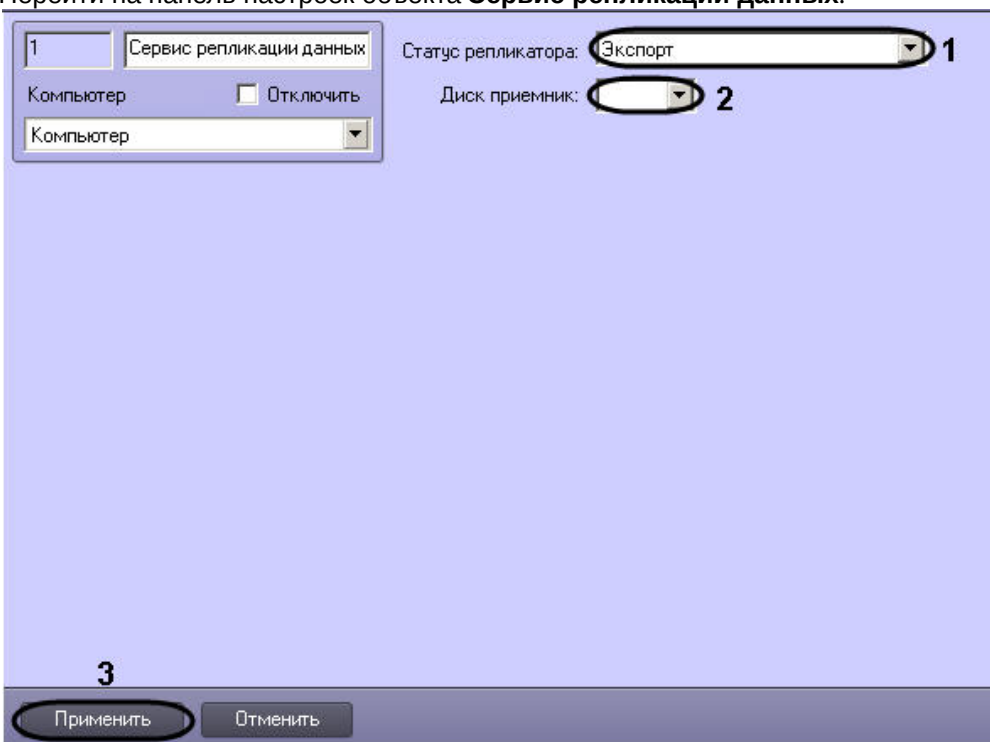 Перейти на панель настроек объекта Сервис репликации данных.
1 Сервис репликации данных Статус репликатора: Экспорт 1
Компьютер Отключить Диск приемник: 2
Компьютер
3
Применить Отменить